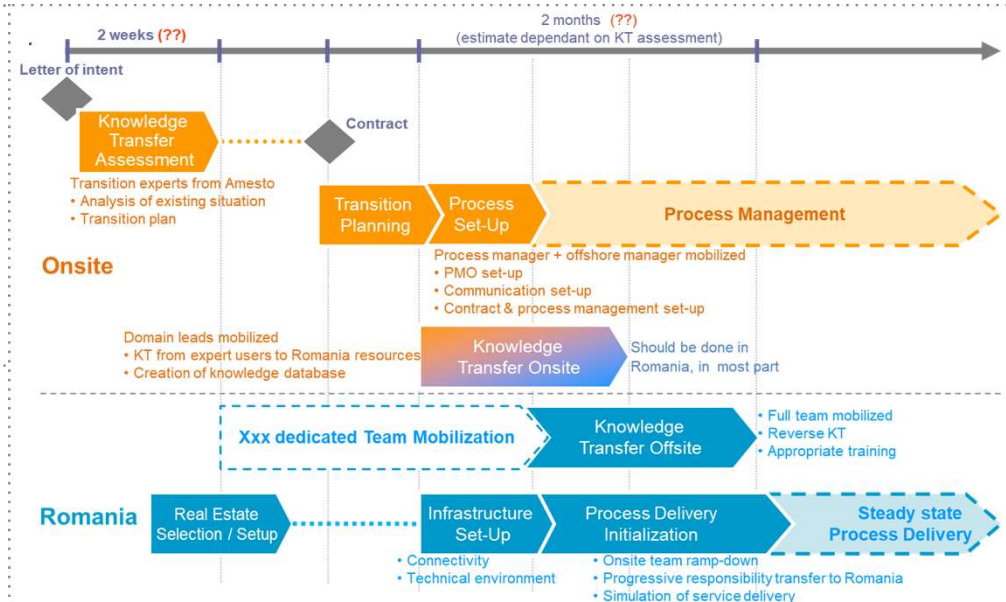 2 weeks (??)
2 months (??)
(estimate dependant on KT assessment)
Letter of intent
Knowledge
Transfer
Assessment
Contract
Transition experts from Amesto
• Analysis of existing situation
• Transition plan
Transition
Planning
Process
Set-Up
Process Management
Onsite
Process manager + offshore manager mobilized
• PMO set-up
• Communication set-up
• Contract & process management set-up
Domain leads mobilized
• KT from expert users to Romania resources
• Creation of knowledge database
Knowledge
Transfer Onsite
Should be done in
Romania, in most part
Xxx dedicated Team Mobilization
Knowledge
Transfer Offsite
• Full team mobilized
• Reverse KT
• Appropriate training
Romania
Real Estate
Selection / Setup
Infrastructure
Set-Up
Process Delivery
Initialization
Steady state
Process Delivery
• Connectivity
• Technical environment
• Onsite team ramp-down
• Progressive responsibility transfer to Romania
• Simulation of service delivery